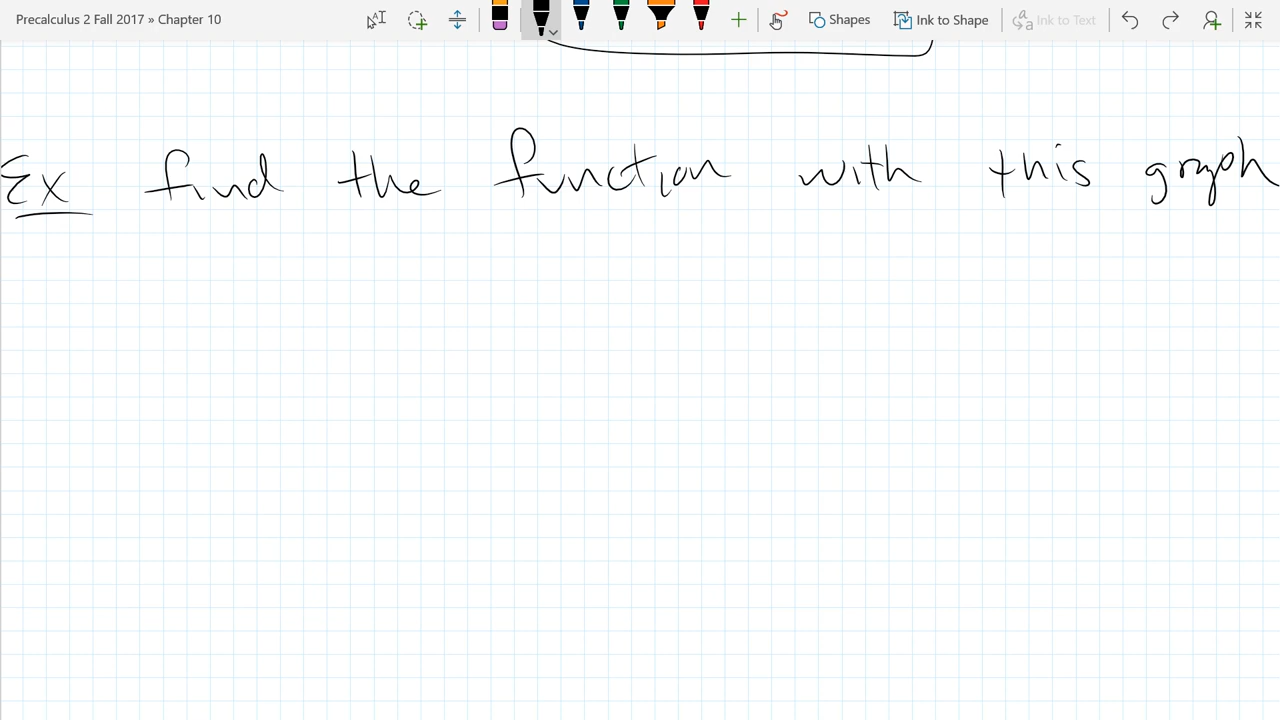 Precalculus 2 Fall 2017 » Chapter 10
Shapes
Ink to Shape
Ink to Text
Ex find the function with this graph